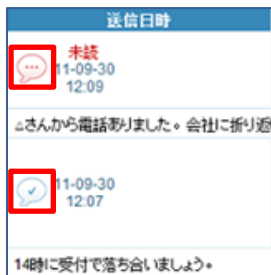 送信日時
未読
11-09-30
12:09
△さんから電話ありました。会社に折り返
11-09-30
12:07
14時に受付で落ち合いましょう。